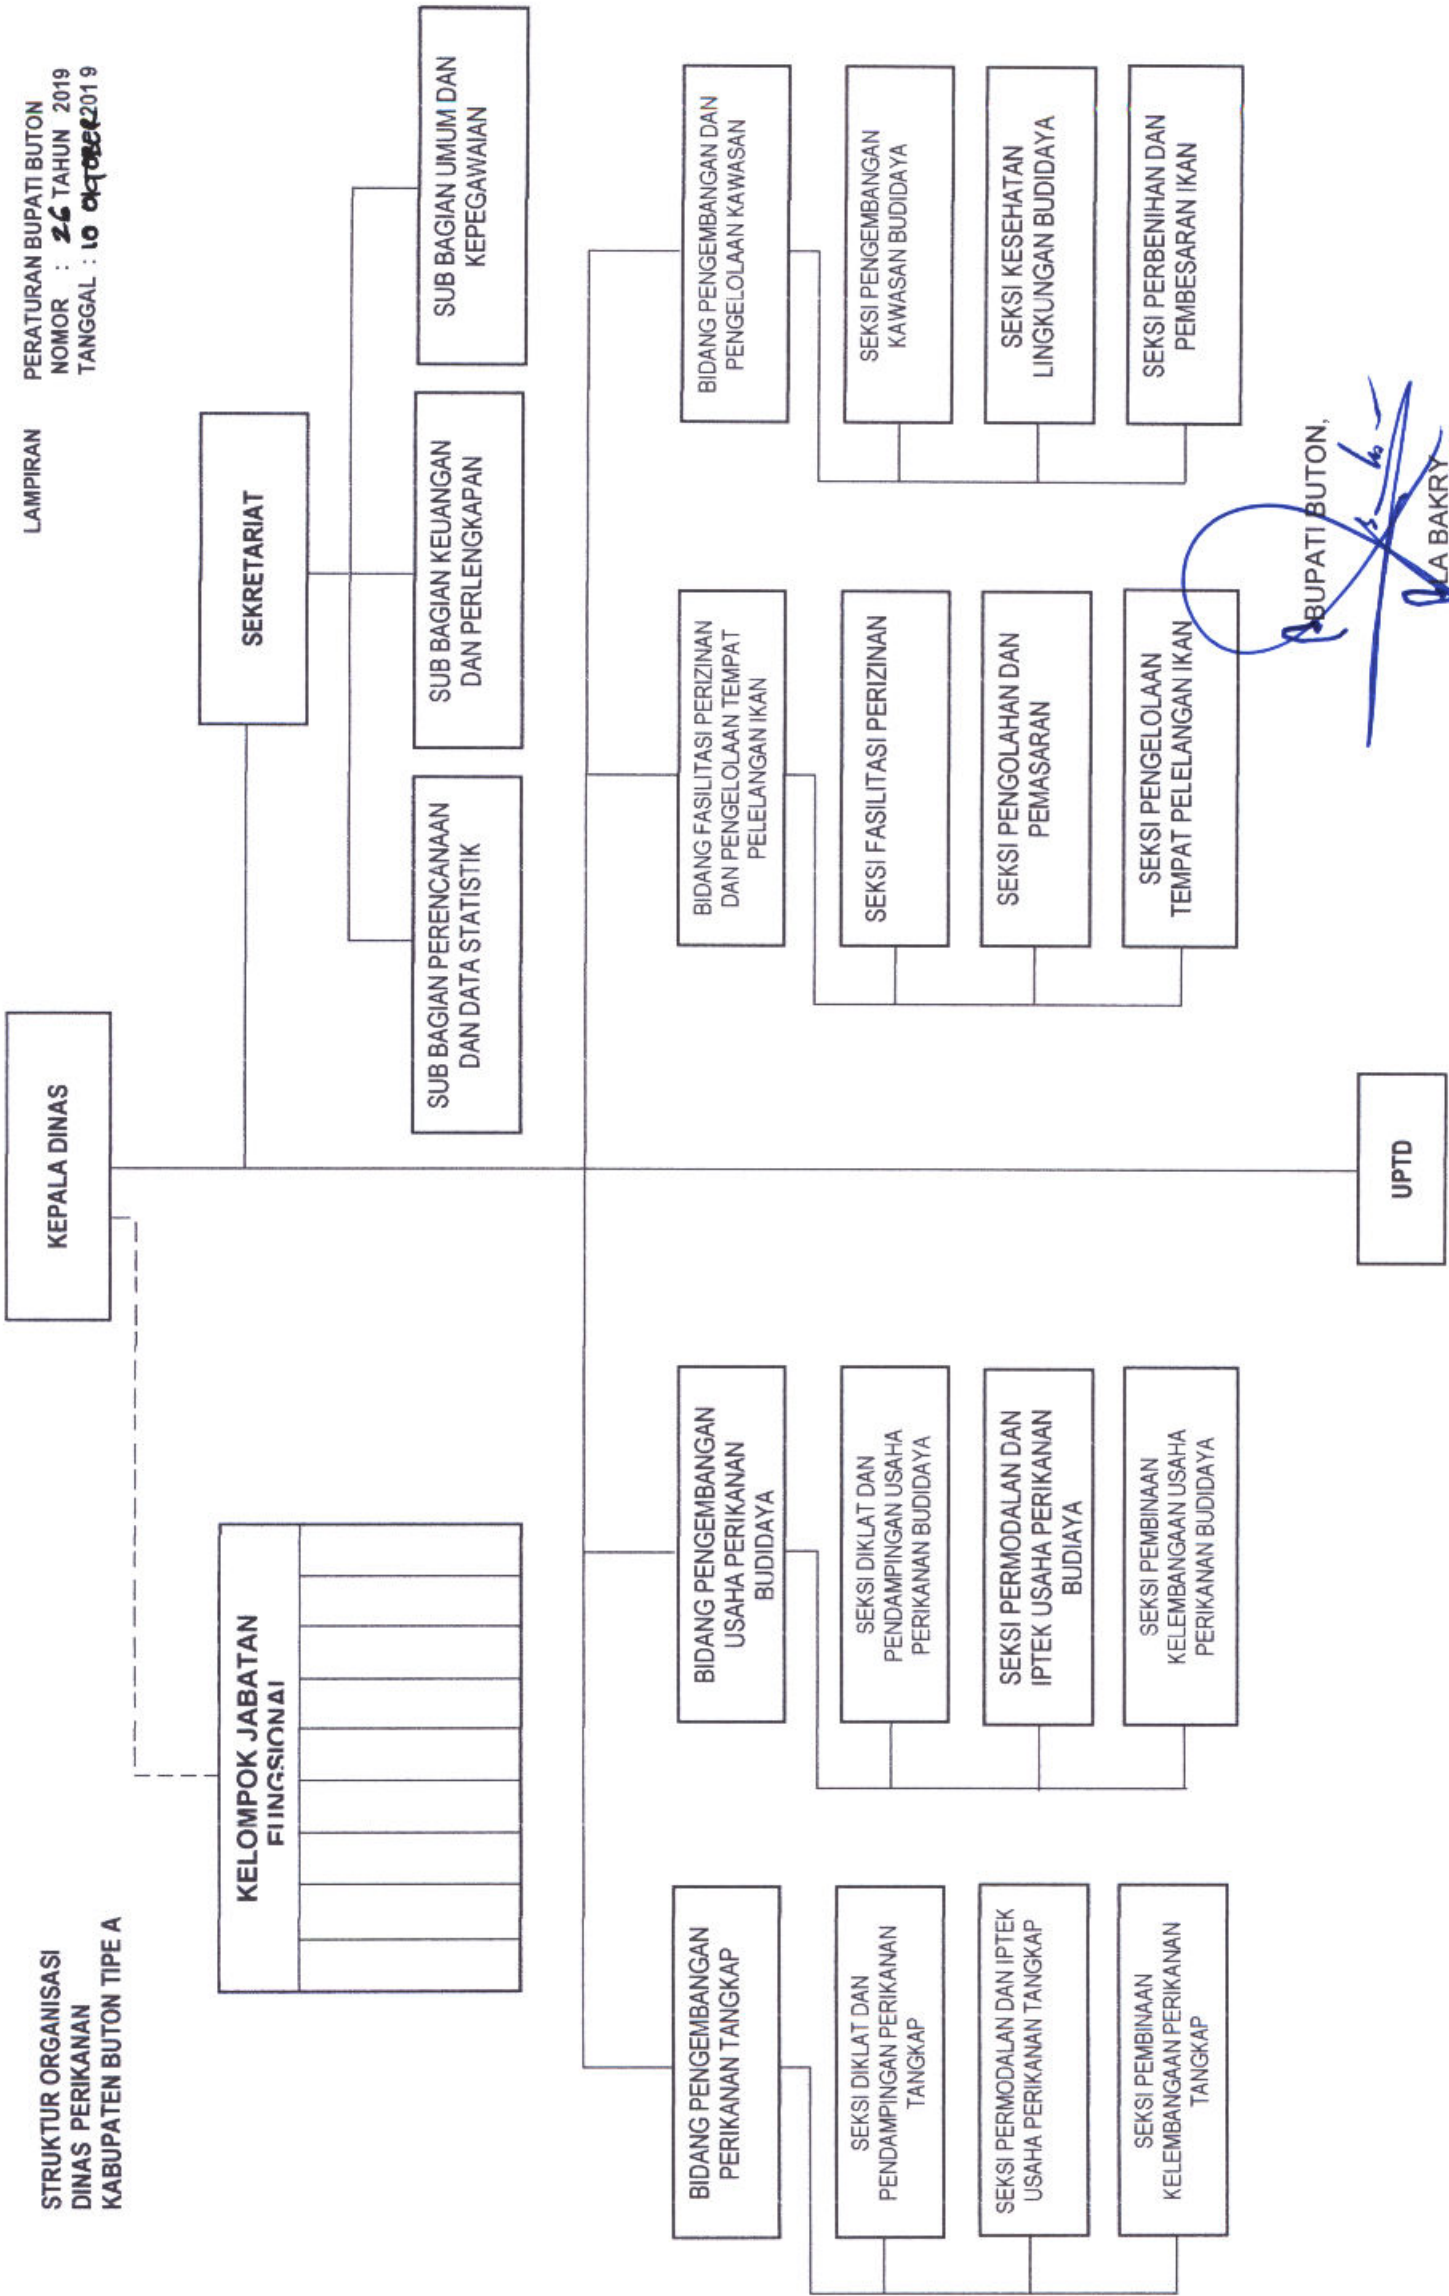 LAMPIRAN
PERATURAN BUPATI BUTON
NOMOR : 26 TAHUN 2019
TANGGAL : 10 OKTOBER 2019
STRUKTUR ORGANISASI
DINAS PERIKANAN
KABUPATEN BUTON TIPE A
KEPALA DINAS
KELOMPOK JABATAN
FUNGSIONAL
SEKRETARIAT
SUB BAGIAN PERENCANAAN
DAN DATA STATISTIK
SUB BAGIAN KEUANGAN
DAN PERLENGKAPAN
SUB BAGIAN UMUM DAN
KEPEGAWAIAN
BIDANG PENGEMBANGAN
PERIKANAN TANGKAP
SEKSI DIKLAT DAN
PENDAMPINGAN PERIKANAN
TANGKAP
SEKSI PERMODALAN DAN IPTEK
USAHA PERIKANAN TANGKAP
SEKSI PEMBINAAN
KELEMBAGAAN PERIKANAN
TANGKAP
BIDANG PENGEMBANGAN
USAHA PERIKANAN
BUDIDAYA
SEKSI DIKLAT DAN
PENDAMPINGAN USAHA
PERIKANAN BUDIDAYA
SEKSI PERMODALAN DAN
IPTEK USAHA PERIKANAN
BUDIAYA
SEKSI PEMBINAAN
KELEMBANGAAN USAHA
PERIKANAN BUDIDAYA
BIDANG FASILITASI PERIZINAN
DAN PENGELOLAAN TEMPAT
PELELANGAN IKAN
SEKSI FASILITASI PERIZINAN
SEKSI PENGOLAHAN DAN
PEMASARAN
SEKSI PENGELOLAAN
TEMPAT PELELANGAN IKAN
BIDANG PENGEMBANGAN DAN
PENGELOLAAN KAWASAN
SEKSI PENGEMBANGAN
KAWASAN BUDIDAYA
SEKSI KESEHATAN
LINGKUNGAN BUDIDAYA
SEKSI PERBENIHAN DAN
PEMBESARAN IKAN
UPTD
BUPATI BUTON,
LA BAKRY